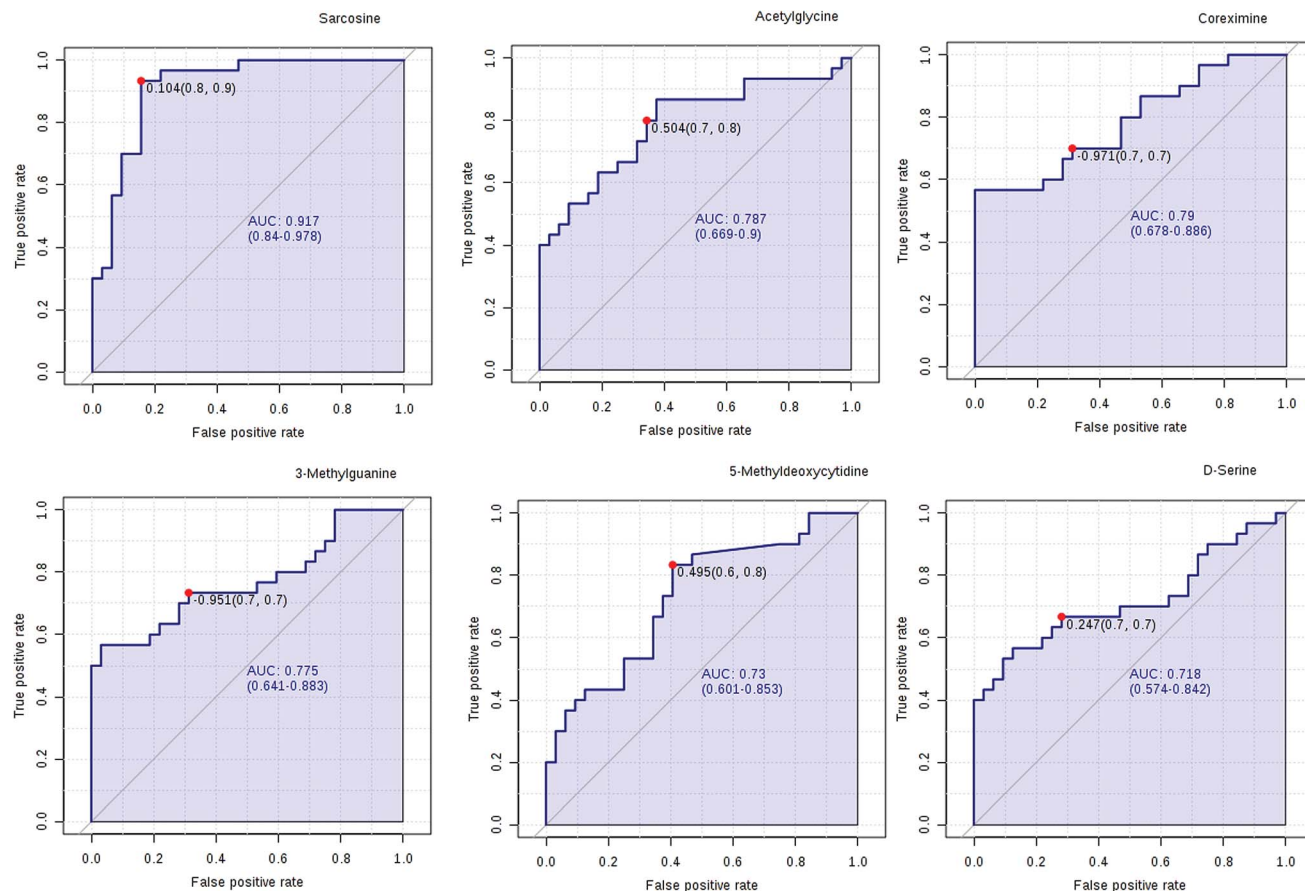 Sarcosine
True positive rate
0.0 0.2 0.4 0.6 0.8 1.0
0.104(0.8, 0.9)
AUC: 0.917
(0.84-0.978)
0.0 0.2 0.4 0.6 0.8 1.0
False positive rate
Acetylglycine
True positive rate
0.0 0.2 0.4 0.6 0.8 1.0
0.504(0.7, 0.8)
AUC: 0.787
(0.669-0.9)
0.0 0.2 0.4 0.6 0.8 1.0
False positive rate
Coreximine
True positive rate
0.0 0.2 0.4 0.6 0.8 1.0
-0.971(0.7, 0.7)
AUC: 0.79
(0.678-0.886)
0.0 0.2 0.4 0.6 0.8 1.0
False positive rate
3-Methylguanine
True positive rate
0.0 0.2 0.4 0.6 0.8 1.0
-0.951(0.7, 0.7)
AUC: 0.775
(0.641-0.883)
0.0 0.2 0.4 0.6 0.8 1.0
False positive rate
5-Methyldeoxycytidine
True positive rate
0.0 0.2 0.4 0.6 0.8 1.0
0.495(0.6, 0.8)
AUC: 0.73
(0.601-0.853)
0.0 0.2 0.4 0.6 0.8 1.0
False positive rate
D-Serine
True positive rate
0.0 0.2 0.4 0.6 0.8 1.0
0.247(0.7, 0.7)
AUC: 0.718
(0.574-0.842)
0.0 0.2 0.4 0.6 0.8 1.0
False positive rate